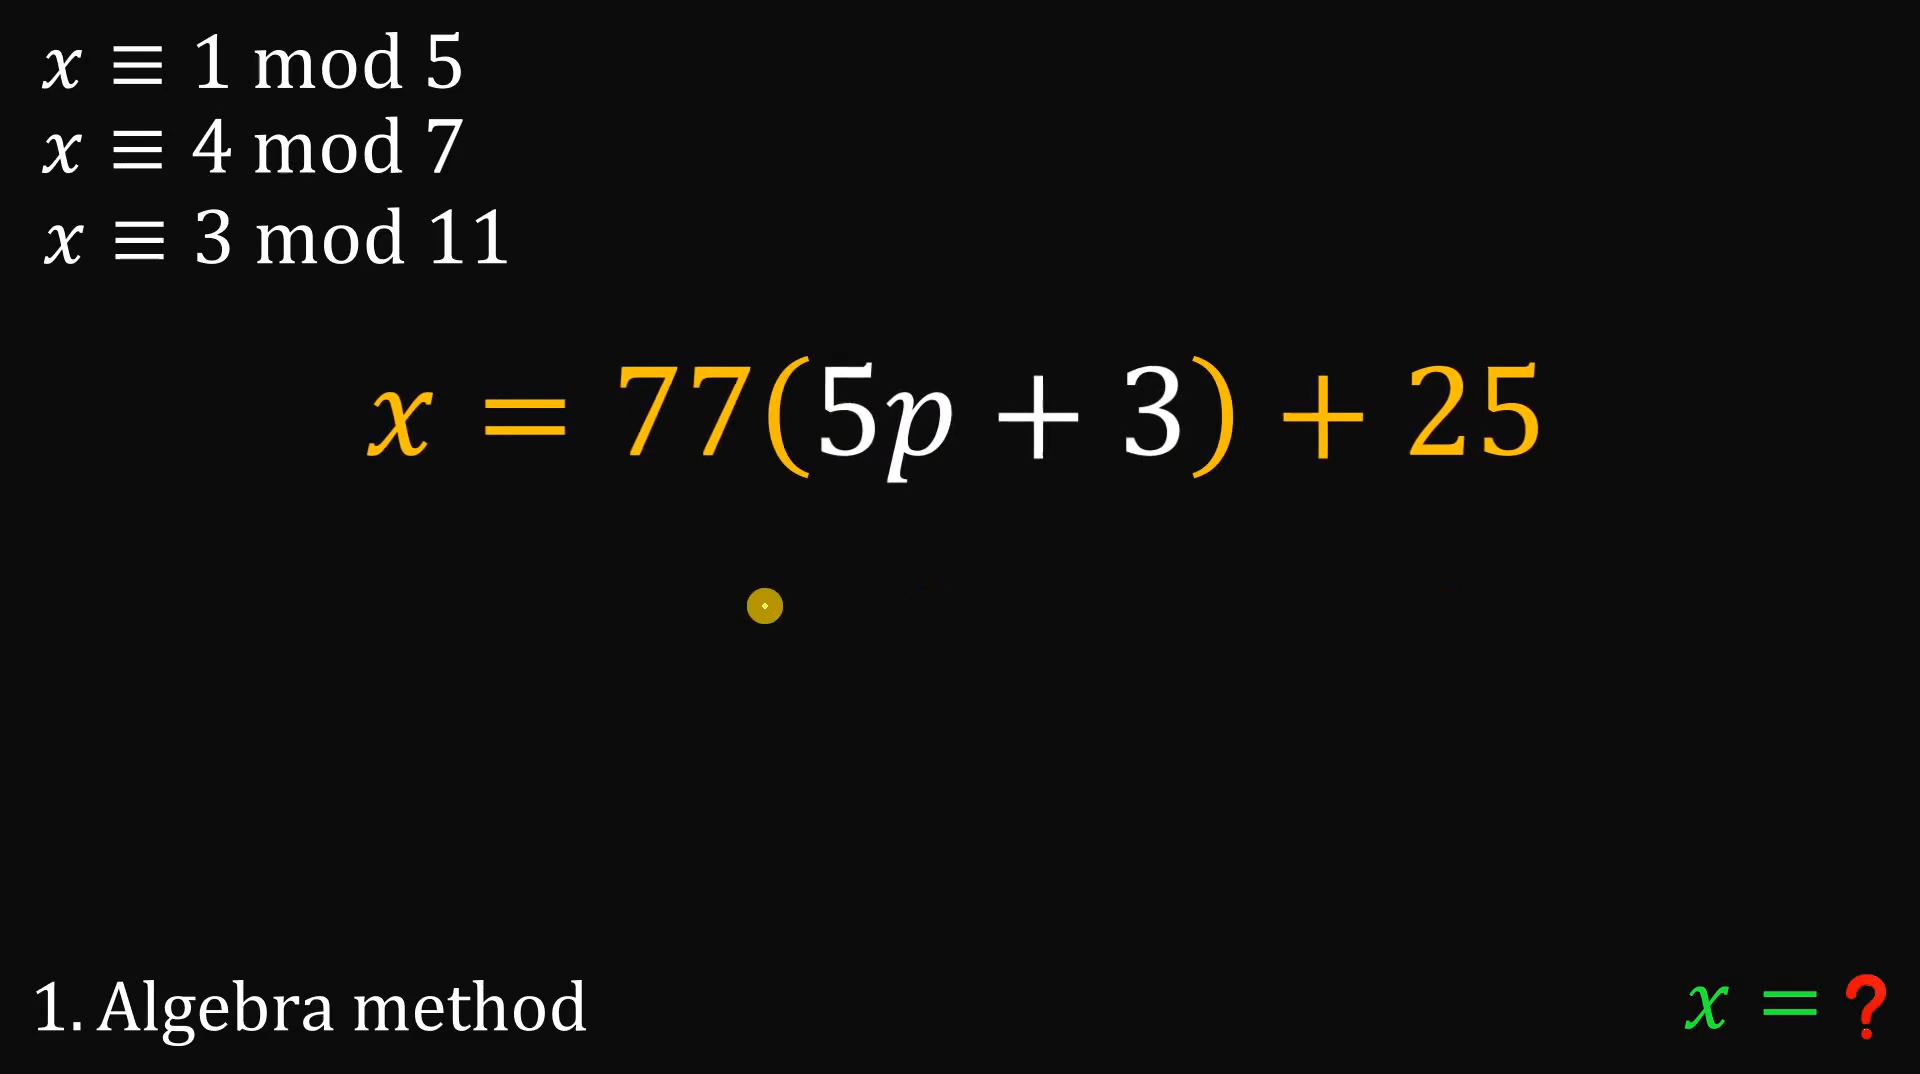 x ≡ 1 mod 5
x ≡ 4 mod 7
x ≡ 3 mod 11
x = 77(5p + 3) + 25
1. Algebra method
x = ?